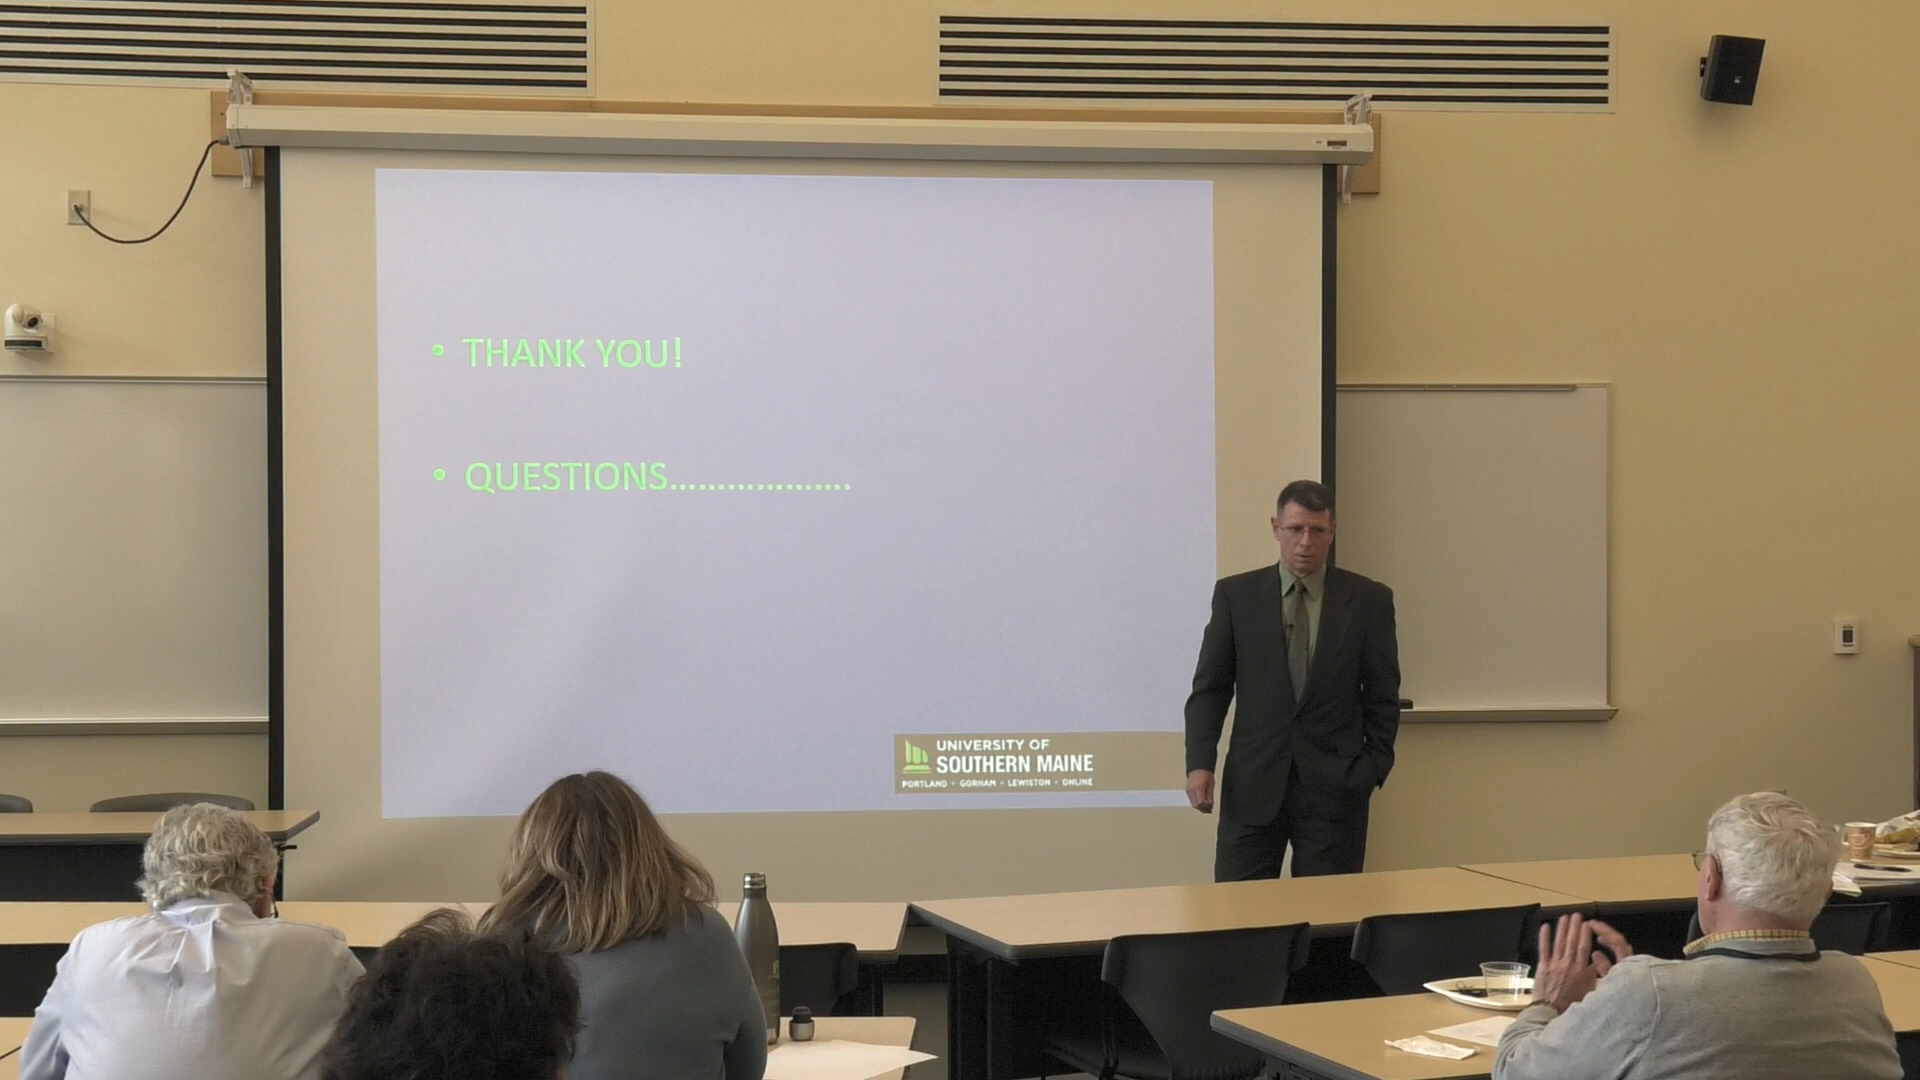 • THANK YOU!
• QUESTIONS...................
UNIVERSITY OF
SOUTHERN MAINE
PORTLAND • GORHAM • LEWISTON • ONLINE